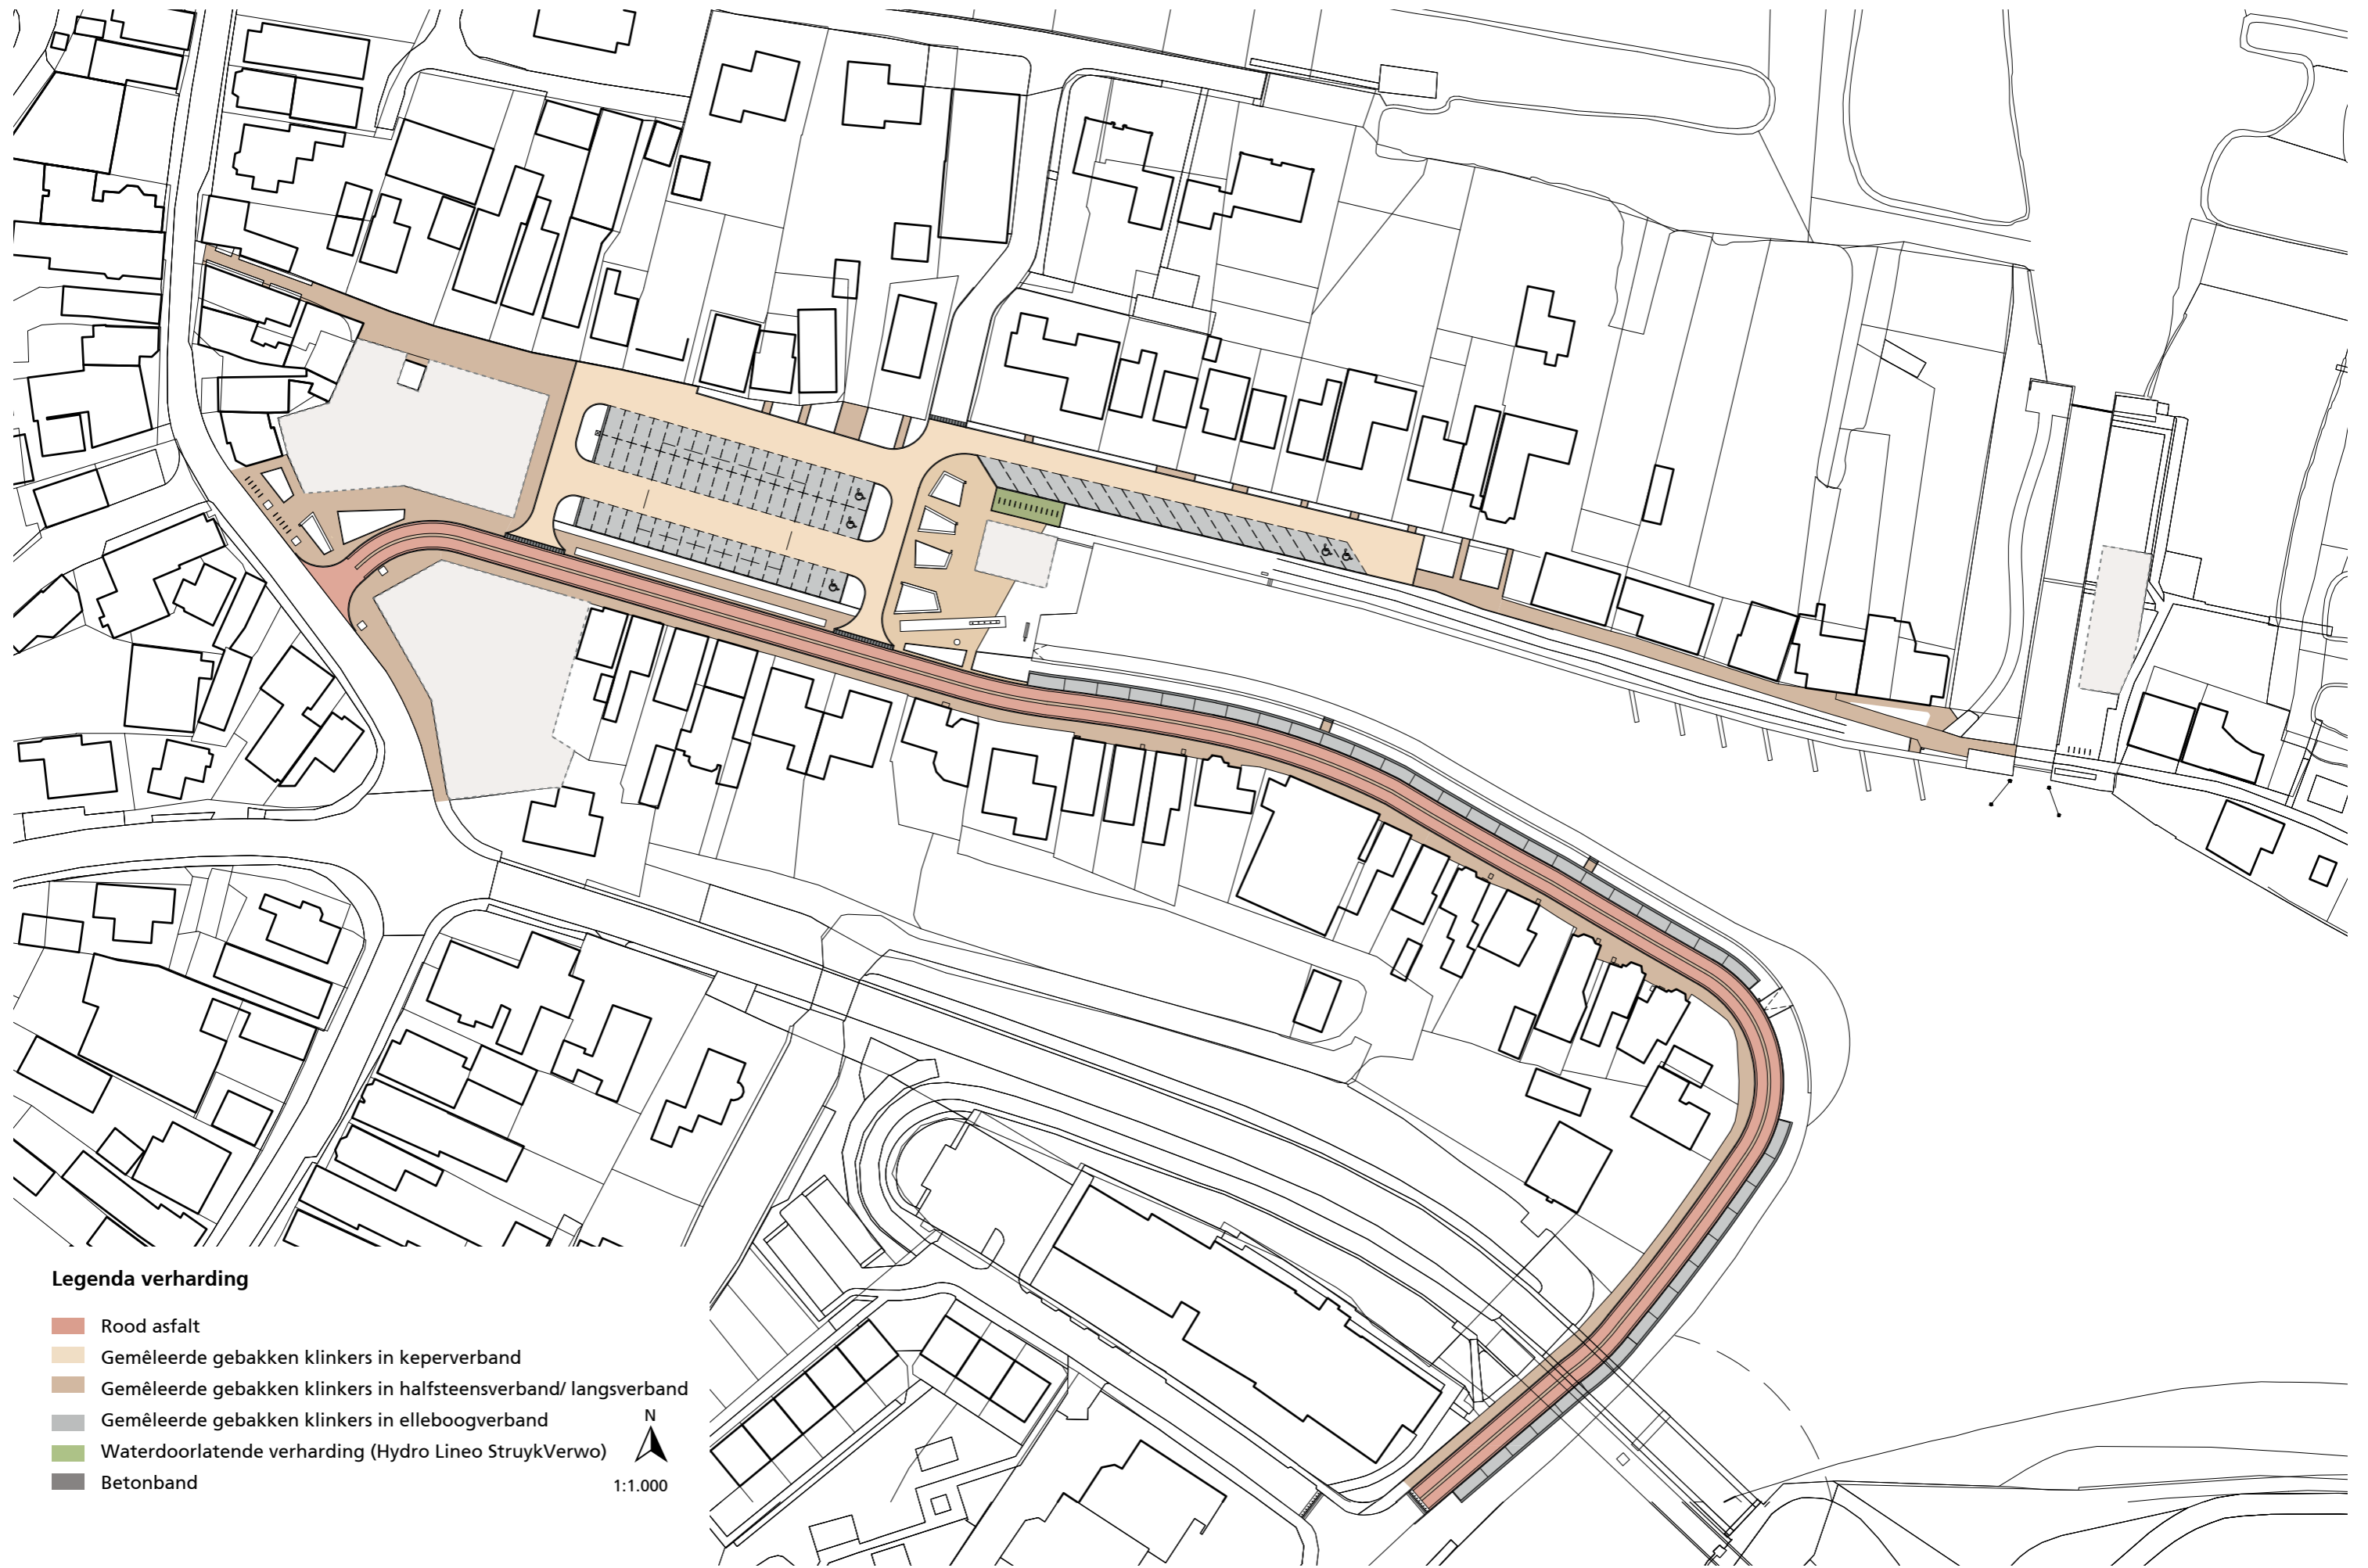 Legenda verharding
Rood asfalt
Gemêleerde gebakken klinkers in keperverband
Gemêleerde gebakken klinkers in halfsteensverband/ langsverband
Gemêleerde gebakken klinkers in elleboogverband
Waterdoorlatende verharding (Hydro Lineo StruykVerwo)
Betonband
N
1:1.000